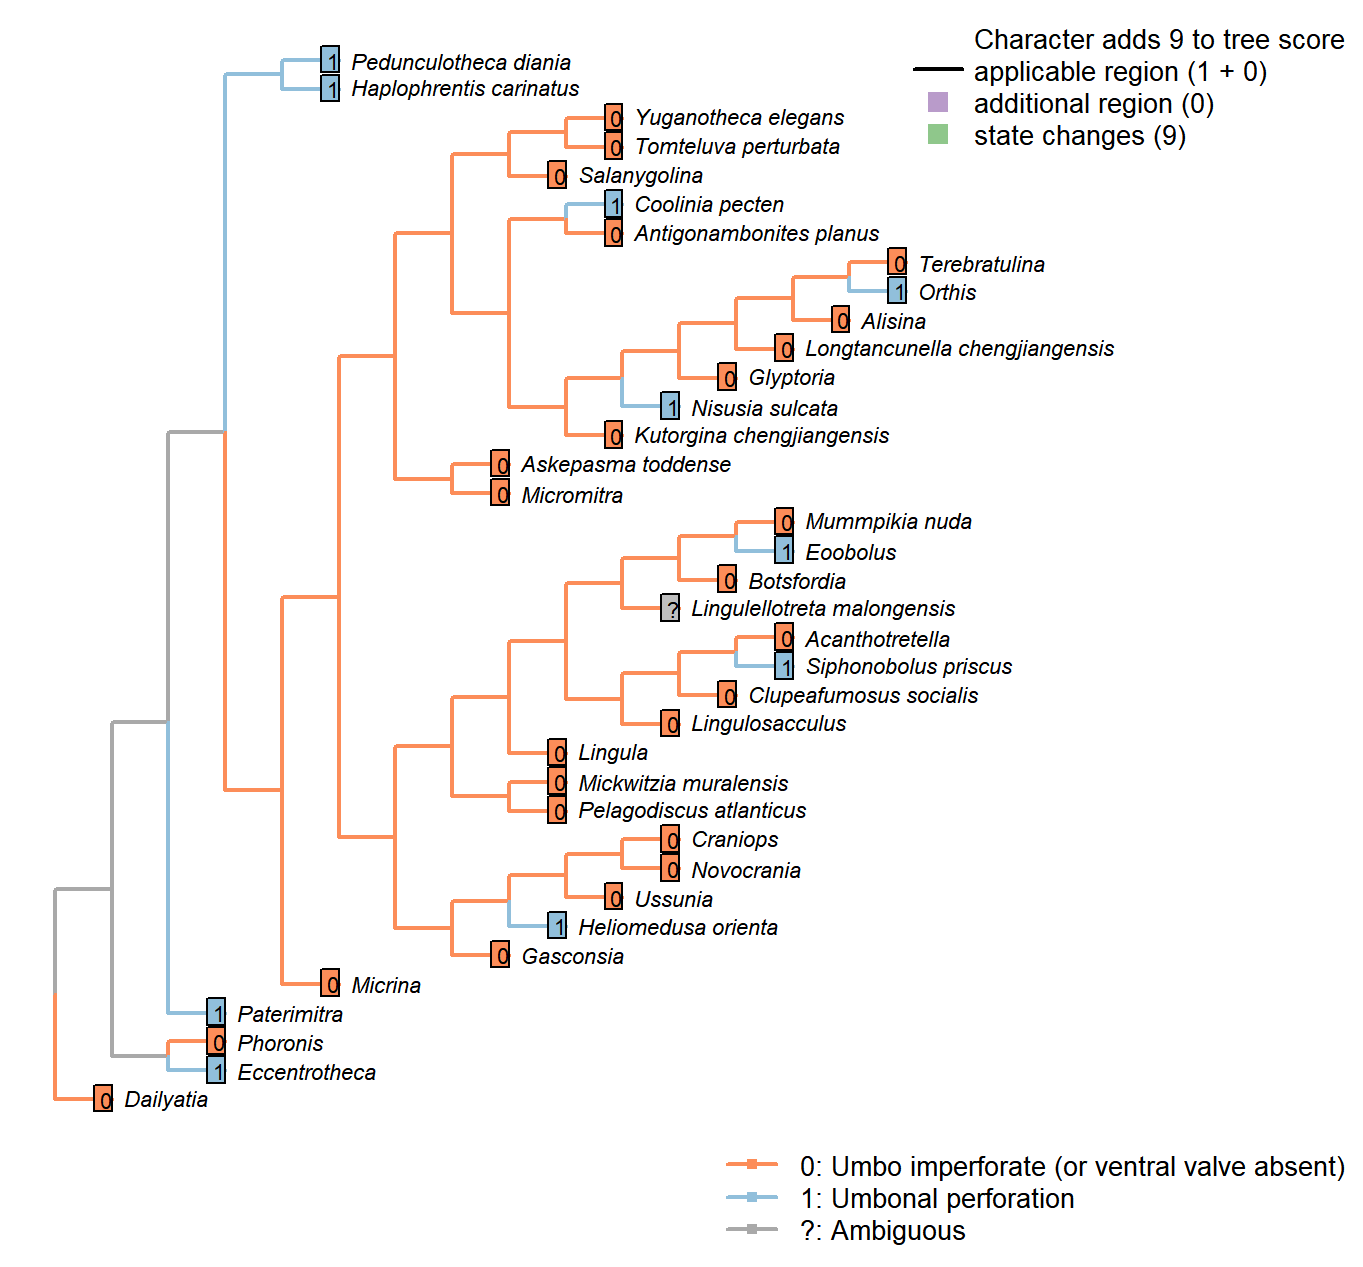 Character adds 9 to tree score
applicable region (1 + 0)
additional region (0)
state changes (9)
1 Pedunculotheca diania
1 Haplophrentis carinatus
0 Yuganotheca elegans
0 Tomteluva perturbata
0 Salanygolina
1 Coolinia pecten
0 Antigonambonites planus
0 Terebratulina
1 Orthis
0 Alisina
0 Longtancunella chengjiangensis
0 Glyptoria
1 Nisusia sulcata
0 Kutorgina chengjiangensis
0 Askepasma toddense
0 Micromitra
0 Mummpikia nuda
1 Eoobolus
0 Botsfordia
? Lingulellotreta malongensis
0 Acanthotretella
1 Siphonobolus priscus
0 Clupeafumosus socialis
0 Lingulosacculus
0 Lingula
0 Mickwitzia muralensis
0 Pelagodiscus atlanticus
0 Craniops
0 Novocrania
0 Ussunia
1 Heliomedusa orienta
0 Gasconsia
0 Micrina
1 Paterimitra
0 Phoronis
1 Eccentrotheca
0 Dailyatia
0: Umbo imperforate (or ventral valve absent)
1: Umbonal perforation
?: Ambiguous